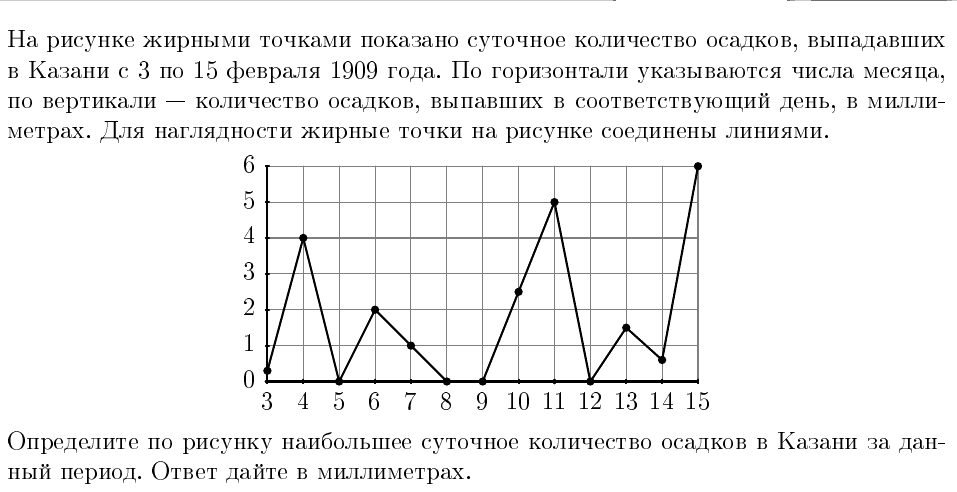 На рисунке жирными точками показано суточное количество осадков, выпадавших
в Казани с 3 по 15 февраля 1909 года. По горизонтали указываются числа месяца,
по вертикали — количество осадков, выпавших в соответствующий день, в милли-
метрах. Для наглядности жирные точки на рисунке соединены линиями.
6
5
4
3
2
1
0
3 4 5 6 7 8 9 10 11 12 13 14 15
Определите по рисунку наибольшее суточное количество осадков в Казани за дан-
ный период. Ответ дайте в миллиметрах.